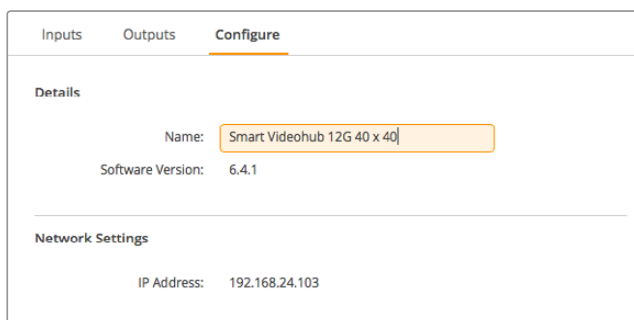 Inputs Outputs Configure
Details
Name: Smart Videohub 12G 40 x 40
Software Version: 6.4.1
Network Settings
IP Address: 192.168.24.103